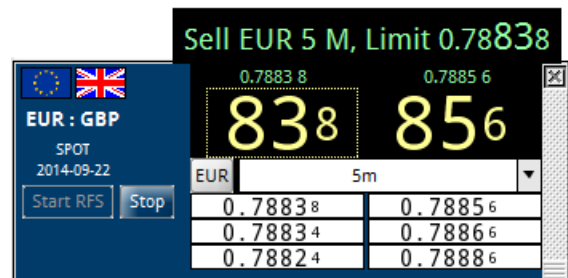 Sell EUR 5 M, Limit 0.78838
0.7883 8 0.7885 6
EUR : GBP
838 856
SPOT
2014-09-22
EUR 5m
Start RFS Stop
0.78838 0.78856
0.78834 0.78866
0.78824 0.78886